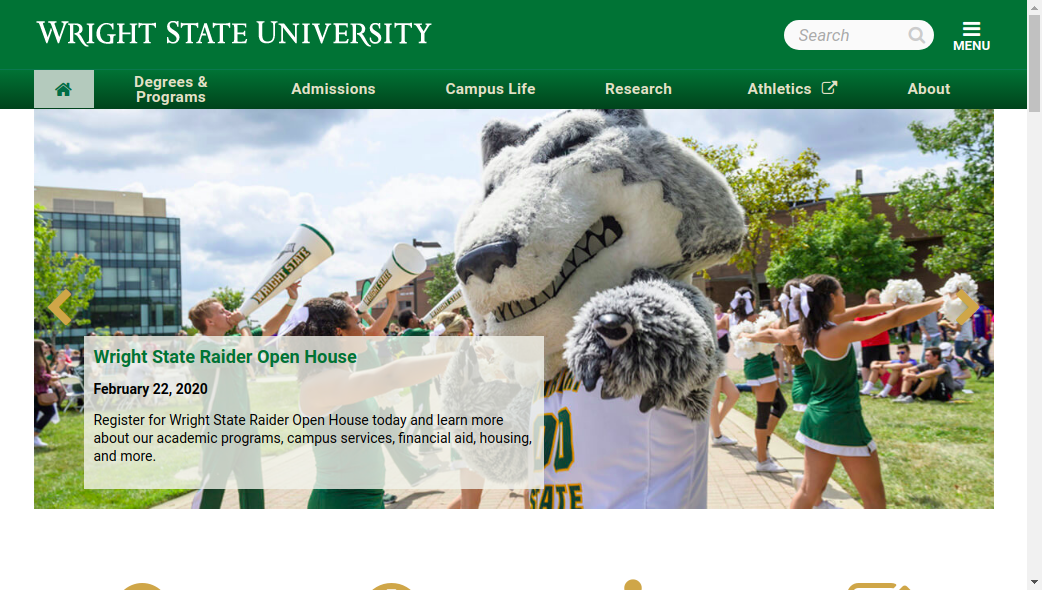 WRIGHT STATE UNIVERSITY
Search
MENU
Degrees &
Programs
Admissions
Campus Life
Research
Athletics
About
WRIGHT STATE
WRIGHT STATE
Wright State Raider Open House
February 22, 2020
Register for Wright State Raider Open House today and learn more
about our academic programs, campus services, financial aid, housing,
and more.
STATE